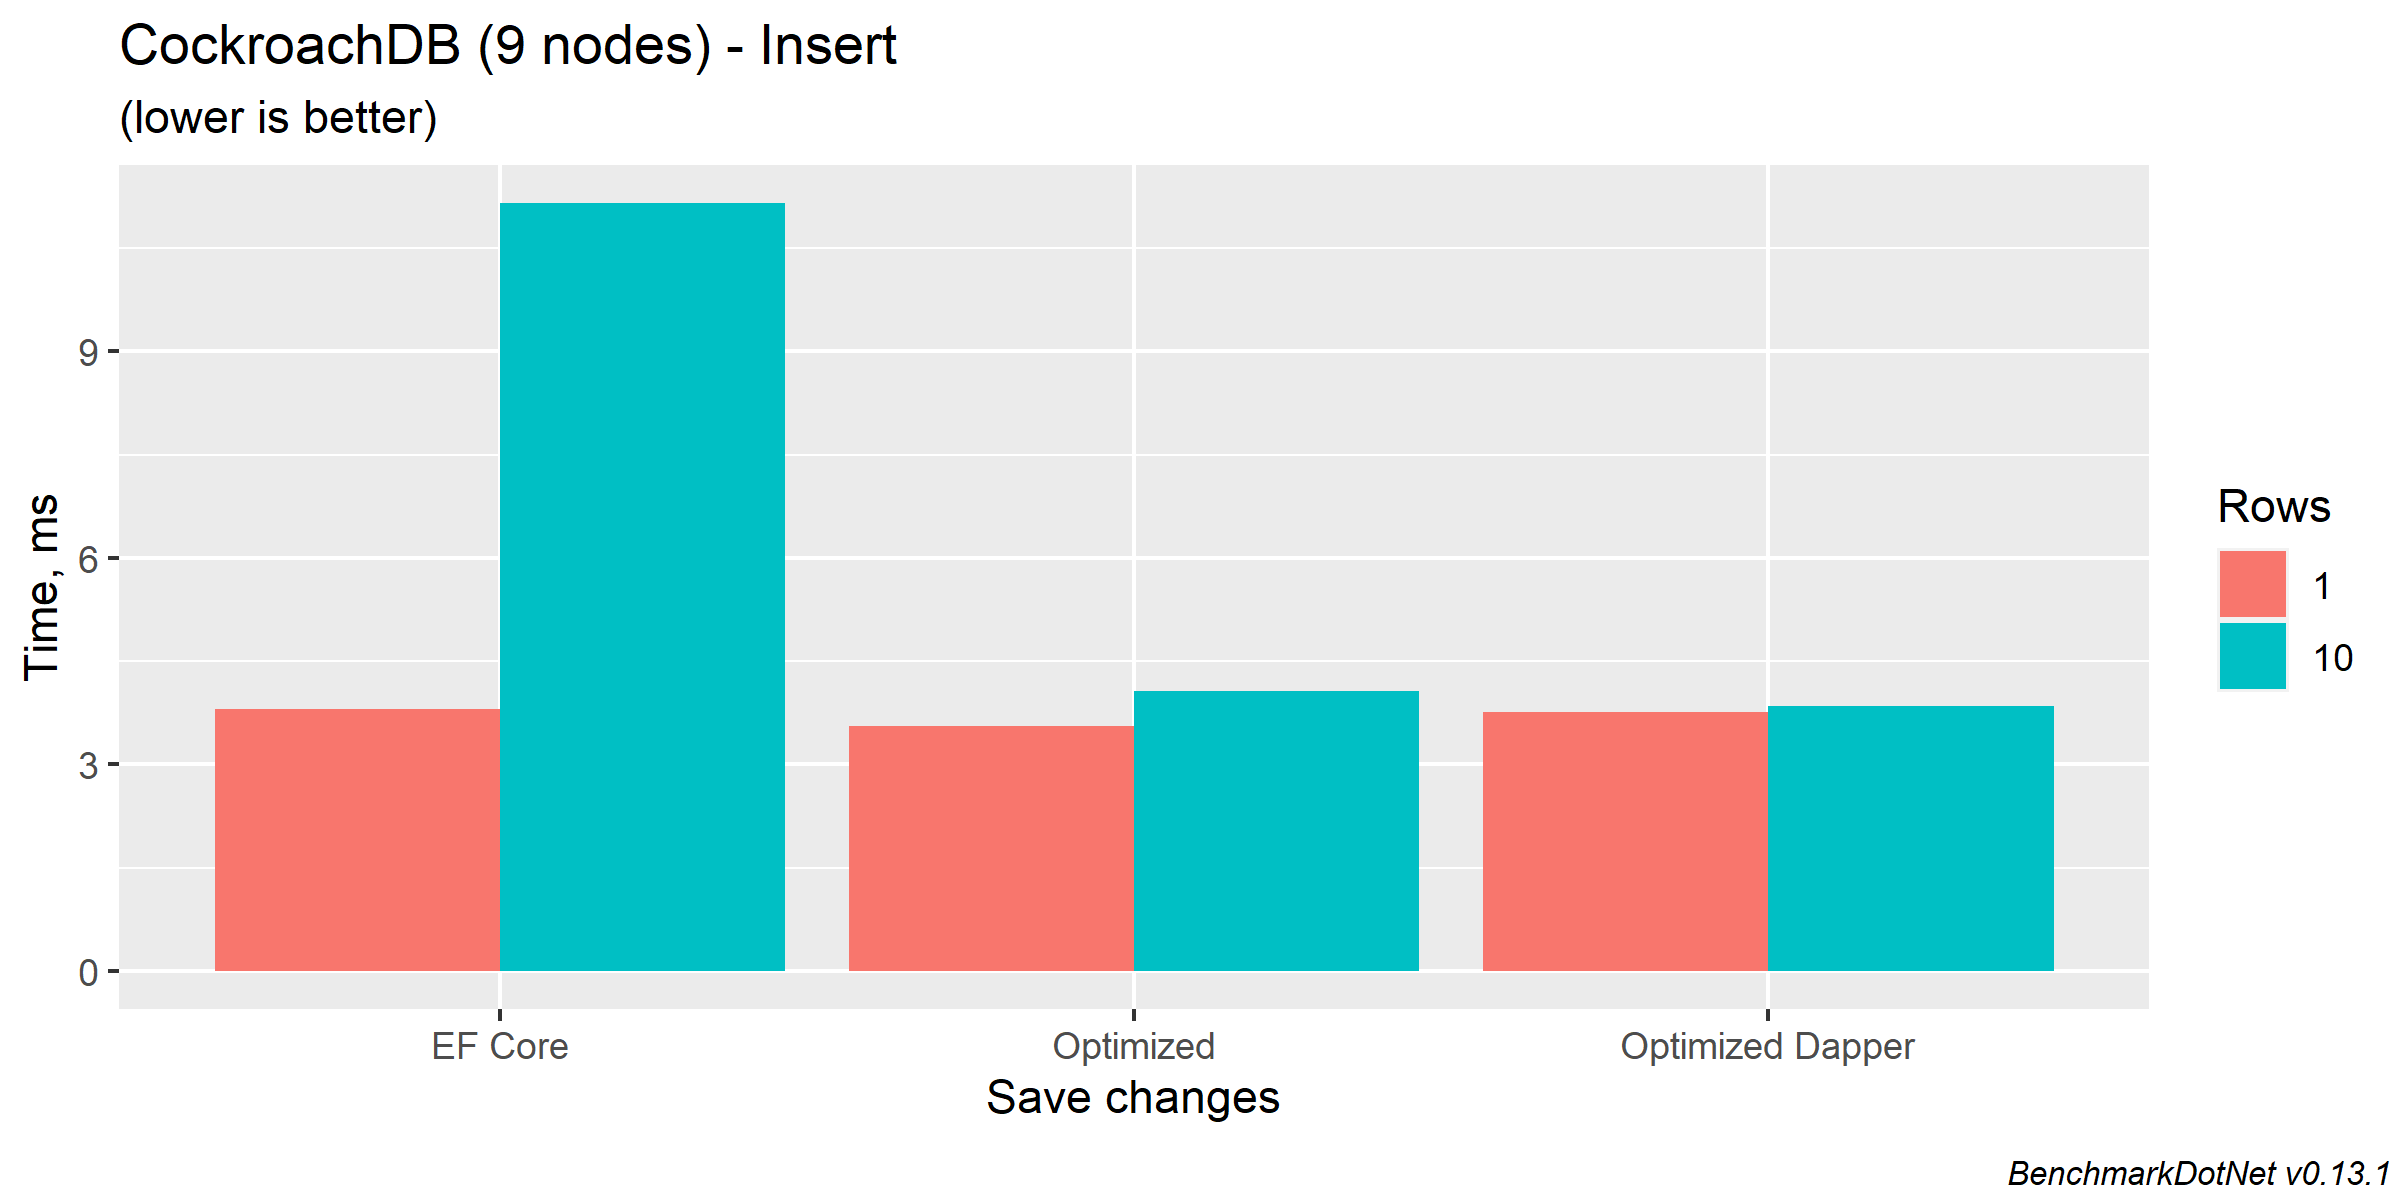 CockroachDB (9 nodes) - Insert
(lower is better)
Time, ms
9
6
3
0
EF Core
Optimized
Optimized Dapper
Save changes
Rows
1
10
BenchmarkDotNet v0.13.1